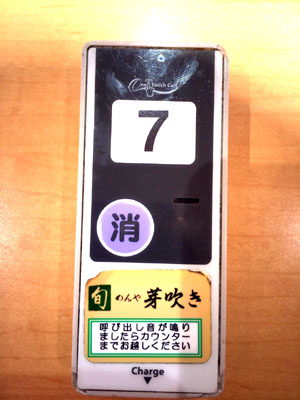 Touch Call
7
消
旬 めんや 芽吹き
呼び出し音が鳴り
ましたらカウンター
までお越しください
Charge